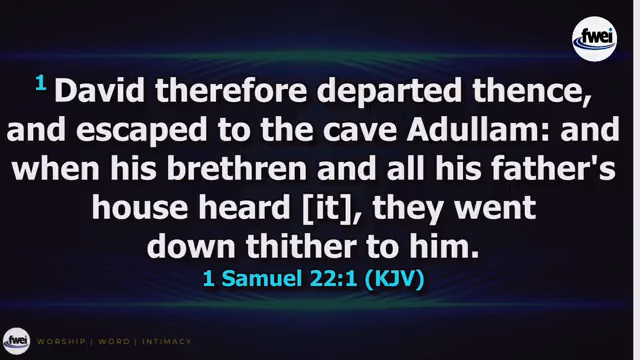 fwei
1 David therefore departed thence,
and escaped to the cave Adullam: and
when his brethren and all his father's
house heard [it], they went
down thither to him.
1 Samuel 22:1 (KJV)
fwei
WORSHIP | WORD | INTIMACY